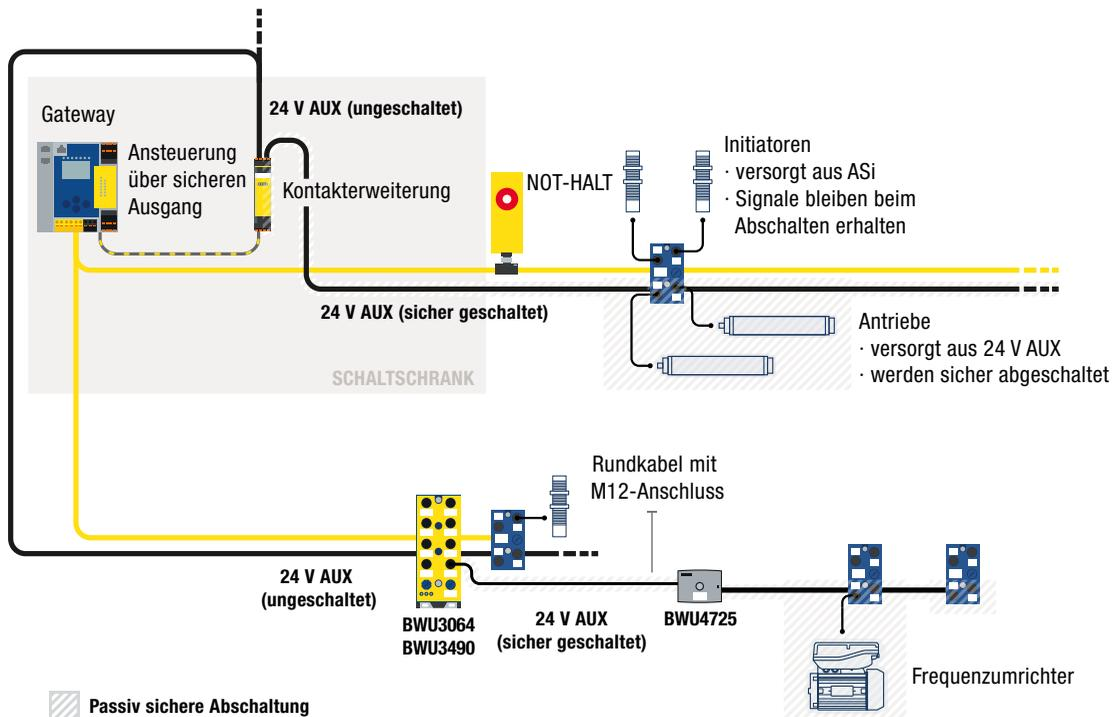 24 V AUX (ungeschaltet)
Gateway
Ansteuerung
über sicheren
Ausgang
Kontakterweiterung
NOT-HALT
Initiatoren
· versorgt aus ASi
· Signale bleiben beim
Abschalten erhalten
24 V AUX (sicher geschaltet)
Antriebe
· versorgt aus 24 V AUX
· werden sicher abgeschaltet
SCHALTSCHRANK
Rundkabel mit
M12-Anschluss
24 V AUX
(ungeschaltet)
BWU3064
BWU3490
24 V AUX
(sicher geschaltet)
BWU4725
Frequenzumrichter
Passiv sichere Abschaltung